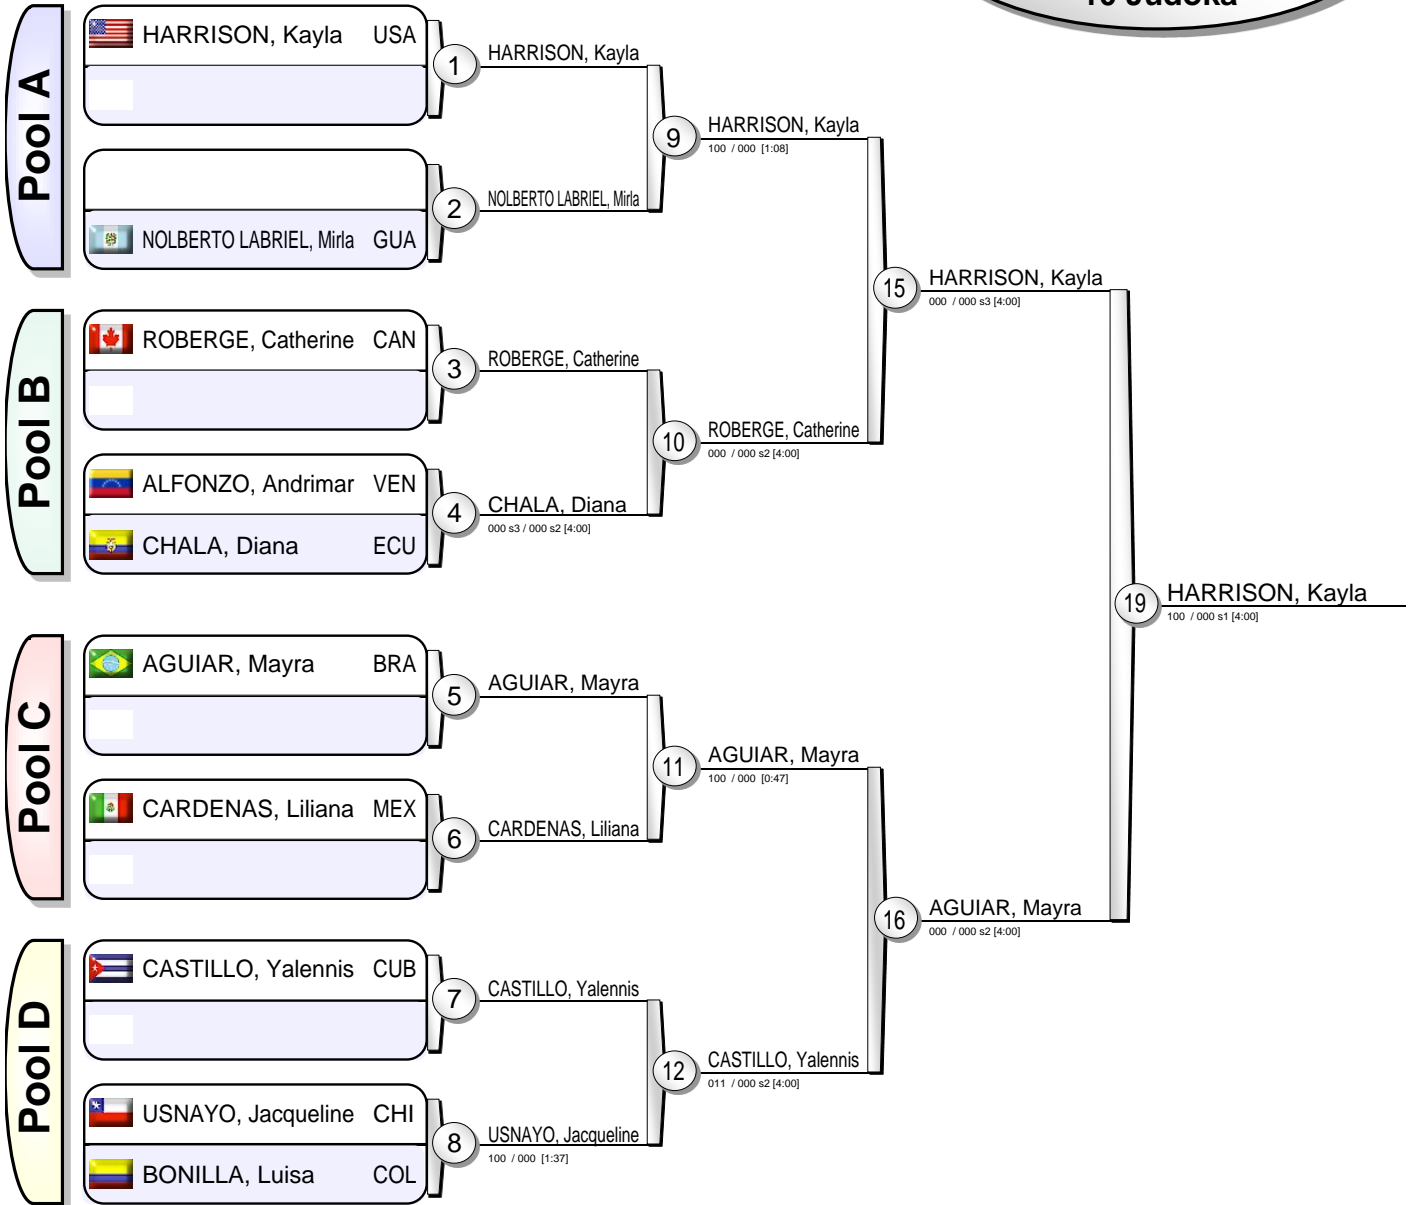 10 Judoka
Pool A
HARRISON, Kayla USA
NOLBERTO LABRIEL, Mirla GUA
Pool B
ROBERGE, Catherine CAN
ALFONZO, Andrimar VEN
CHALA, Diana ECU
Pool C
AGUIAR, Mayra BRA
CARDENAS, Liliana MEX
Pool D
CASTILLO, Yalennis CUB
USNAYO, Jacqueline CHI
BONILLA, Luisa COL
1
HARRISON, Kayla
2
NOLBERTO LABRIEL, Mirla
3
ROBERGE, Catherine
4
CHALA, Diana
000 s3 / 000 s2 [4:00]
5
AGUIAR, Mayra
6
CARDENAS, Liliana
7
CASTILLO, Yalennis
8
USNAYO, Jacqueline
100 / 000 [1:37]
9
HARRISON, Kayla
100 / 000 [1:08]
10
ROBERGE, Catherine
000 / 000 s2 [4:00]
11
AGUIAR, Mayra
100 / 000 [0:47]
12
CASTILLO, Yalennis
011 / 000 s2 [4:00]
15
HARRISON, Kayla
000 / 000 s3 [4:00]
16
AGUIAR, Mayra
000 / 000 s2 [4:00]
19
HARRISON, Kayla
100 / 000 s1 [4:00]